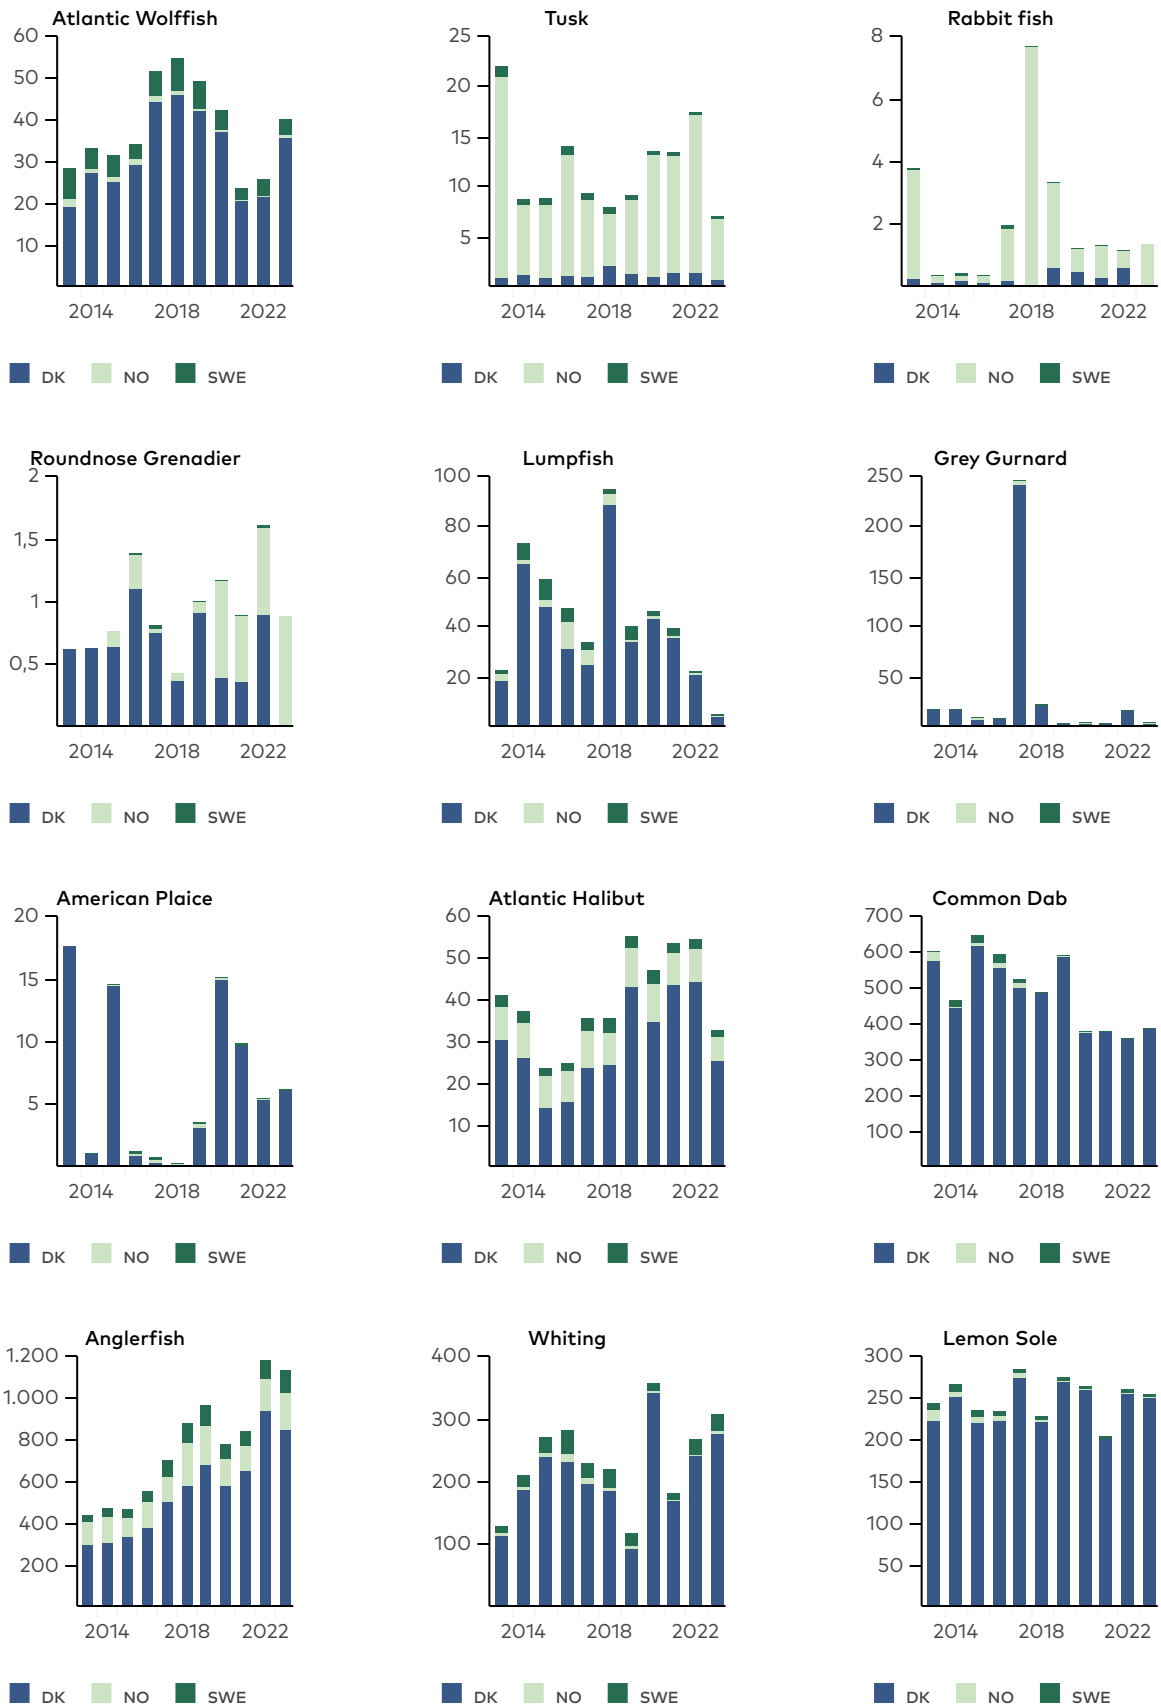 Atlantic Wolffish
60
50
40
30
20
10
2014 2018 2022
DK NO SWE
Tusk
25
20
15
10
5
2014 2018 2022
DK NO SWE
Rabbit fish
8
6
4
2
2014 2018 2022
DK NO SWE
Roundnose Grenadier
2
1,5
1
0,5
2014 2018 2022
DK NO SWE
Lumpfish
100
80
60
40
20
2014 2018 2022
DK NO SWE
Grey Gurnard
250
200
150
100
50
2014 2018 2022
DK NO SWE
American Plaice
20
15
10
5
2014 2018 2022
DK NO SWE
Atlantic Halibut
60
50
40
30
20
10
2014 2018 2022
DK NO SWE
Common Dab
700
600
500
400
300
200
100
2014 2018 2022
DK NO SWE
Anglerfish
1.200
1.000
800
600
400
200
2014 2018 2022
DK NO SWE
Whiting
400
300
200
100
2014 2018 2022
DK NO SWE
Lemon Sole
300
250
200
150
100
50
2014 2018 2022
DK NO SWE